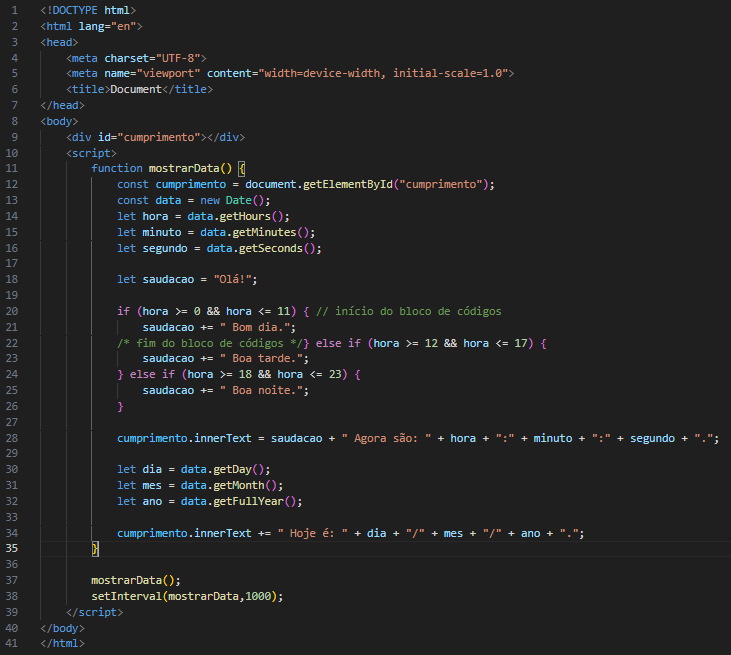 1 <!DOCTYPE html>
2 <html lang="en">
3 <head>
4     <meta charset="UTF-8">
5     <meta name="viewport" content="width=device-width, initial-scale=1.0">
6     <title>Document</title>
7 </head>
8 <body>
9     <div id="cumprimento"></div>
10     <script>
11         function mostrarData() {
12             const cumprimento = document.getElementById("cumprimento");
13             const data = new Date();
14             let hora = data.getHours();
15             let minuto = data.getMinutes();
16             let segundo = data.getSeconds();
17
18             let saudacao = "Olá!";
19
20             if (hora >= 0 && hora <= 11) { // início do bloco de códigos
21                 saudacao += " Bom dia.";
22             /* fim do bloco de códigos */} else if (hora >= 12 && hora <= 17) {
23                 saudacao += " Boa tarde.";
24             } else if (hora >= 18 && hora <= 23) {
25                 saudacao += " Boa noite.";
26             }
27
28             cumprimento.innerText = saudacao + " Agora são: " + hora + ":" + minuto + ":" + segundo + ".";
29
30             let dia = data.getDay();
31             let mes = data.getMonth();
32             let ano = data.getFullYear();
33
34             cumprimento.innerText += " Hoje é: " + dia + "/" + mes + "/" + ano + ".";
35         }
36
37         mostrarData();
38         setInterval(mostrarData,1000);
39     </script>
40 </body>
41 </html>